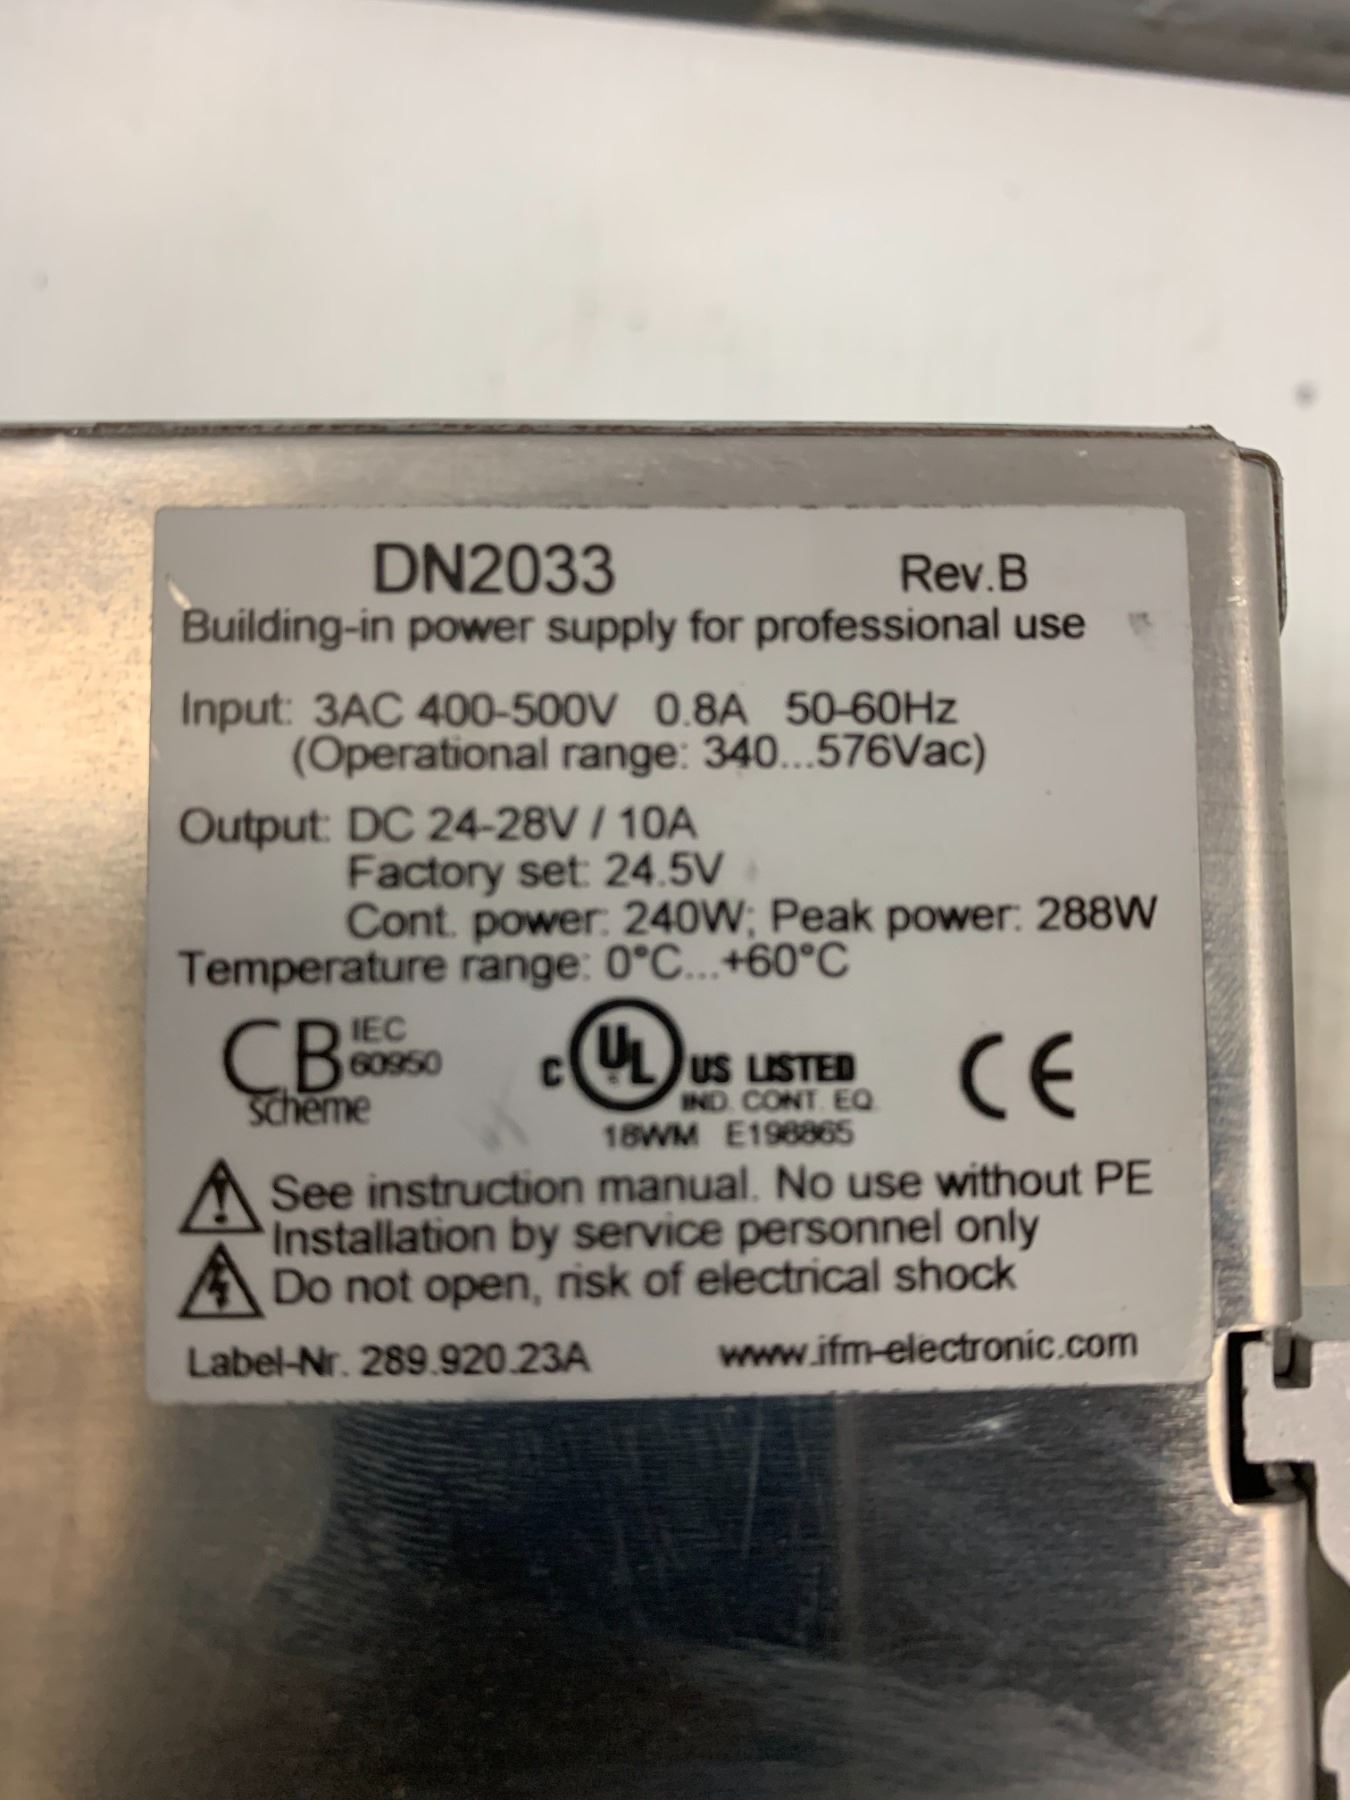 DN2033 Rev.B
Building-in power supply for professional use
Input: 3AC 400-500V 0.8A 50-60Hz
(Operational range: 340...576Vac)
Output: DC 24-28V / 10A
Factory set: 24.5V
Cont. power: 240W; Peak power: 288W
Temperature range: 0°C...+60°C
CB scheme IEC 60950
c UL US LISTED
IND. CONT. EQ.
18WM E198865
CE
See instruction manual. No use without PE
Installation by service personnel only
Do not open, risk of electrical shock
Label-Nr. 289.920.23A www.ifm-electronic.com